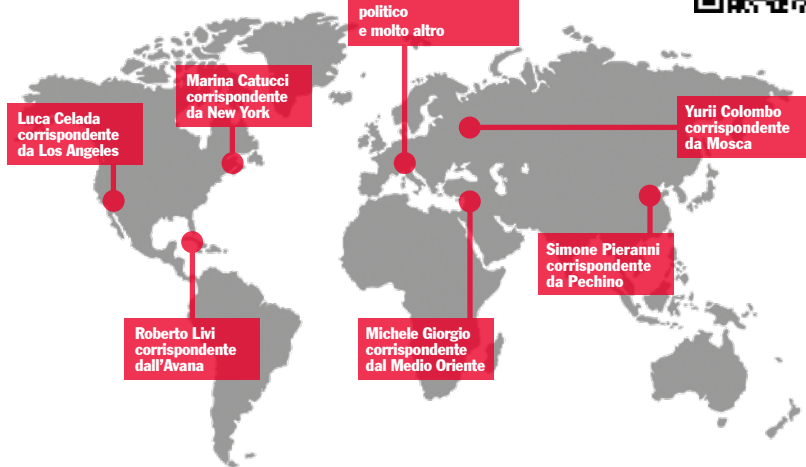 politico
e molto altro
Marina Catucci
corrispondente
da New York
Luca Celada
corrispondente
da Los Angeles
Yurii Colombo
corrispondente
da Mosca
Simone Pieranni
corrispondente
da Pechino
Roberto Livi
corrispondente
dall'Avana
Michele Giorgio
corrispondente
dal Medio Oriente